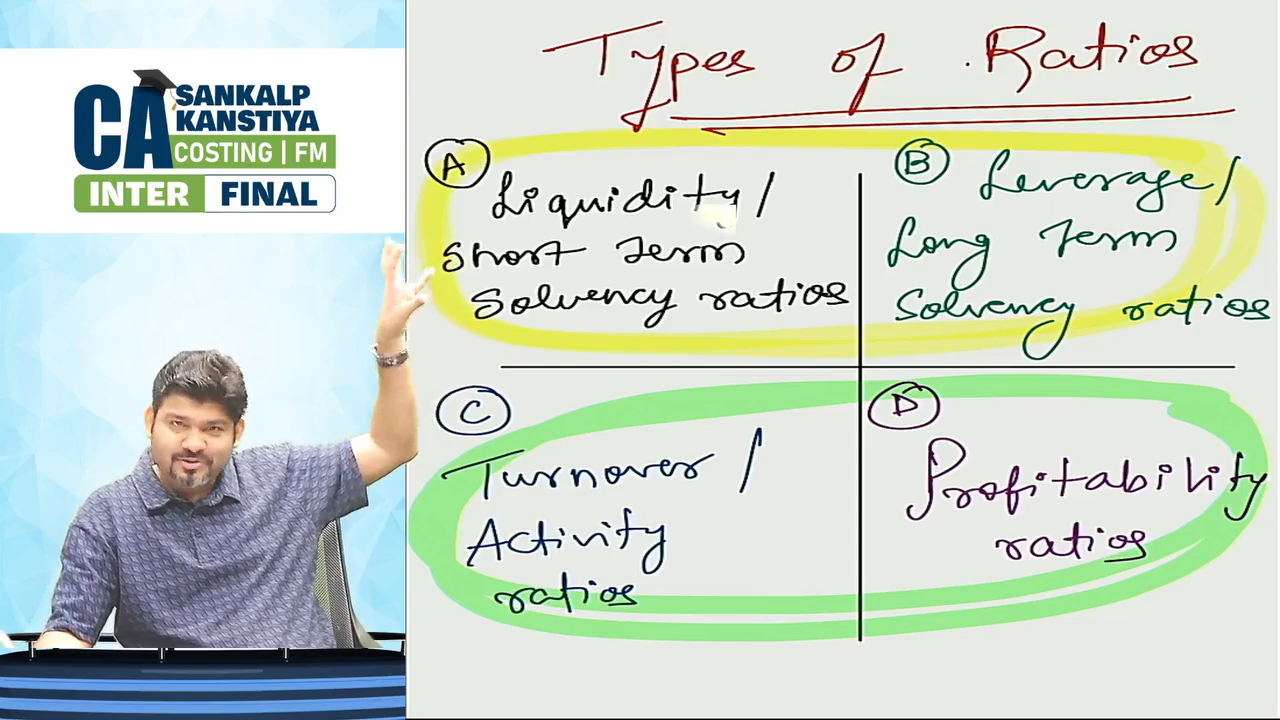 CA SANKALP
KANSTIYA
COSTING | FM
INTER FINAL
Types of Ratios
A
Liquidity /
Short Term
Solvency ratios
B
Leverage /
Long Term
Solvency ratios
C
Turnover /
Activity
ratios
D
Profitability
ratios